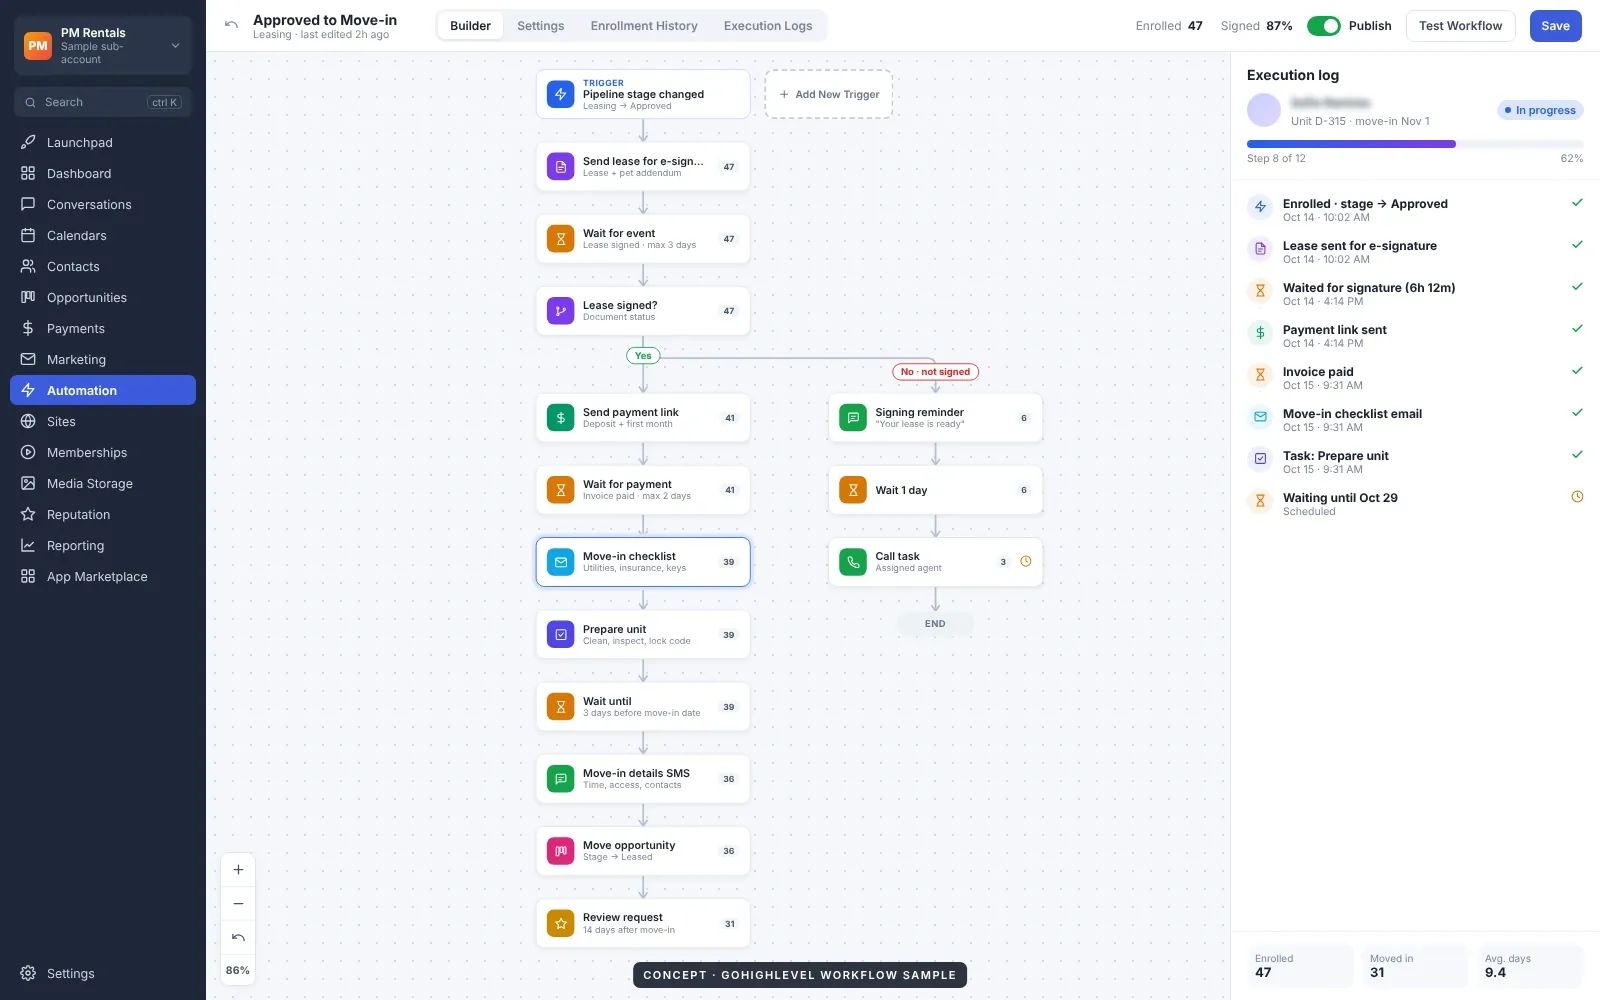 PM
PM Rentals
Sample sub-
account
Search
ctrl K
Launchpad
Dashboard
Conversations
Calendars
Contacts
Opportunities
Payments
Marketing
Automation
Sites
Memberships
Media Storage
Reputation
Reporting
App Marketplace
Settings
Approved to Move-in
Leasing · last edited 2h ago
Builder
Settings
Enrollment History
Execution Logs
Enrolled 47
Signed 87%
Publish
Test Workflow
Save
TRIGGER
Pipeline stage changed
Leasing → Approved
+ Add New Trigger
Send lease for e-sign...
Lease + pet addendum
47
Wait for event
Lease signed · max 3 days
47
Lease signed?
Document status
47
Yes
No · not signed
Send payment link
Deposit + first month
41
Signing reminder
"Your lease is ready"
6
Wait for payment
Invoice paid · max 2 days
41
Wait 1 day
6
Move-in checklist
Utilities, insurance, keys
39
Call task
Assigned agent
3
END
Prepare unit
Clean, inspect, lock code
39
Wait until
3 days before move-in date
39
Move-in details SMS
Time, access, contacts
36
Move opportunity
Stage → Leased
36
Review request
14 days after move-in
31
86%
CONCEPT · GOHIGHLEVEL WORKFLOW SAMPLE
Execution log
Unit D-315 · move-in Nov 1
In progress
Step 8 of 12
62%
Enrolled · stage → Approved
Oct 14 · 10:02 AM
Lease sent for e-signature
Oct 14 · 10:02 AM
Waited for signature (6h 12m)
Oct 14 · 4:14 PM
Payment link sent
Oct 14 · 4:14 PM
Invoice paid
Oct 15 · 9:31 AM
Move-in checklist email
Oct 15 · 9:31 AM
Task: Prepare unit
Oct 15 · 9:31 AM
Waiting until Oct 29
Scheduled
Enrolled
47
Moved in
31
Avg. days
9.4